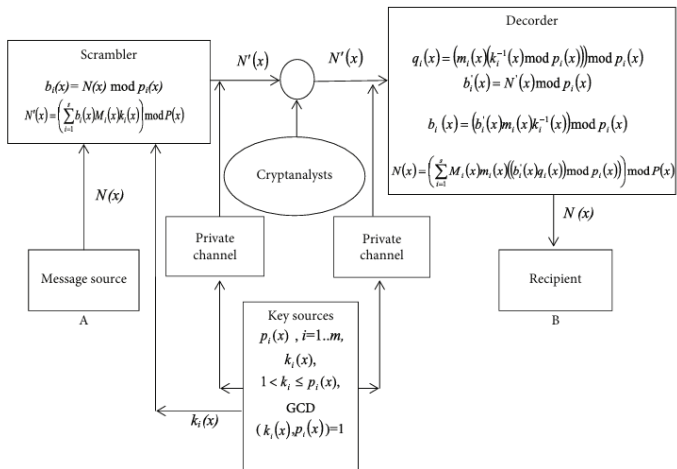 Scrambler
bᵢ(x)= N(x) mod pᵢ(x)
N'(x)=(∑ᵢ₌₁ˢ bᵢ(x)Mᵢ(x)kᵢ(x))mod P(x)
N'(x)
N'(x)
Decorder
qᵢ(x)=(mᵢ(x)(kᵢ⁻¹(x)mod pᵢ(x)))mod pᵢ(x)
bᵢ'(x)=N'(x)mod pᵢ(x)
bᵢ (x)=(bᵢ'(x)mᵢ(x)kᵢ⁻¹(x))mod pᵢ(x)
N(x)=(∑ᵢ₌₁ˢ Mᵢ(x)mᵢ(x)((bᵢ'(x)qᵢ(x))mod pᵢ(x)))mod P(x)
Cryptanalysts
N(x)
N (x)
Private
channel
Private
channel
Message source
A
Recipient
B
Key sources
pᵢ(x) , i=1..m,
kᵢ(x),
1 < kᵢ ≤ pᵢ(x),
GCD
(kᵢ(x),pᵢ(x))=1
kᵢ(x)